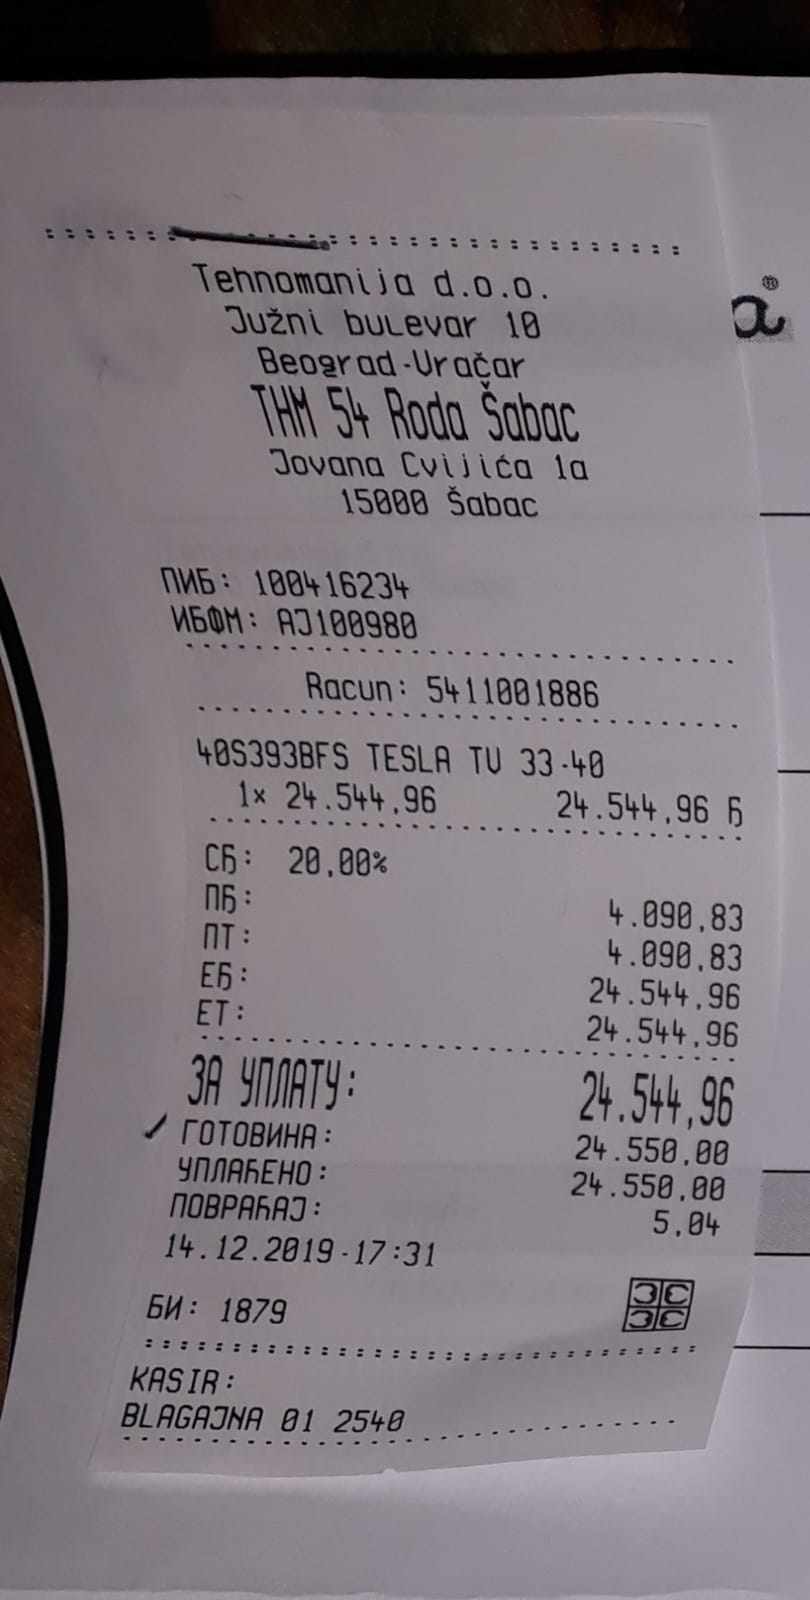 Tehnomanija d.o.o.
Južni bulevar 10
Beograd-Vračar
THM 54 Roda Šabac
Jovana Cvijića 1a
15000 Šabac
ПИБ: 100416234
ИБФМ: AJ100980
Racun: 5411001886
40S393BFS TESLA TV 33-40
1x 24.544,96 24.544,96 Ђ
СЂ: 20,00%
ПЂ: 4.090,83
ПТ: 4.090,83
ЕЂ: 24.544,96
ЕТ: 24.544,96
ЗА УПЛАТУ: 24.544,96
ГОТОВИНА: 24.550,00
УПЛАЋЕНО: 24.550,00
ПОВРАЋАЈ: 5,04
14.12.2019-17:31
БИ: 1879
KASIR:
BLAGAJNA 01 2540
a®